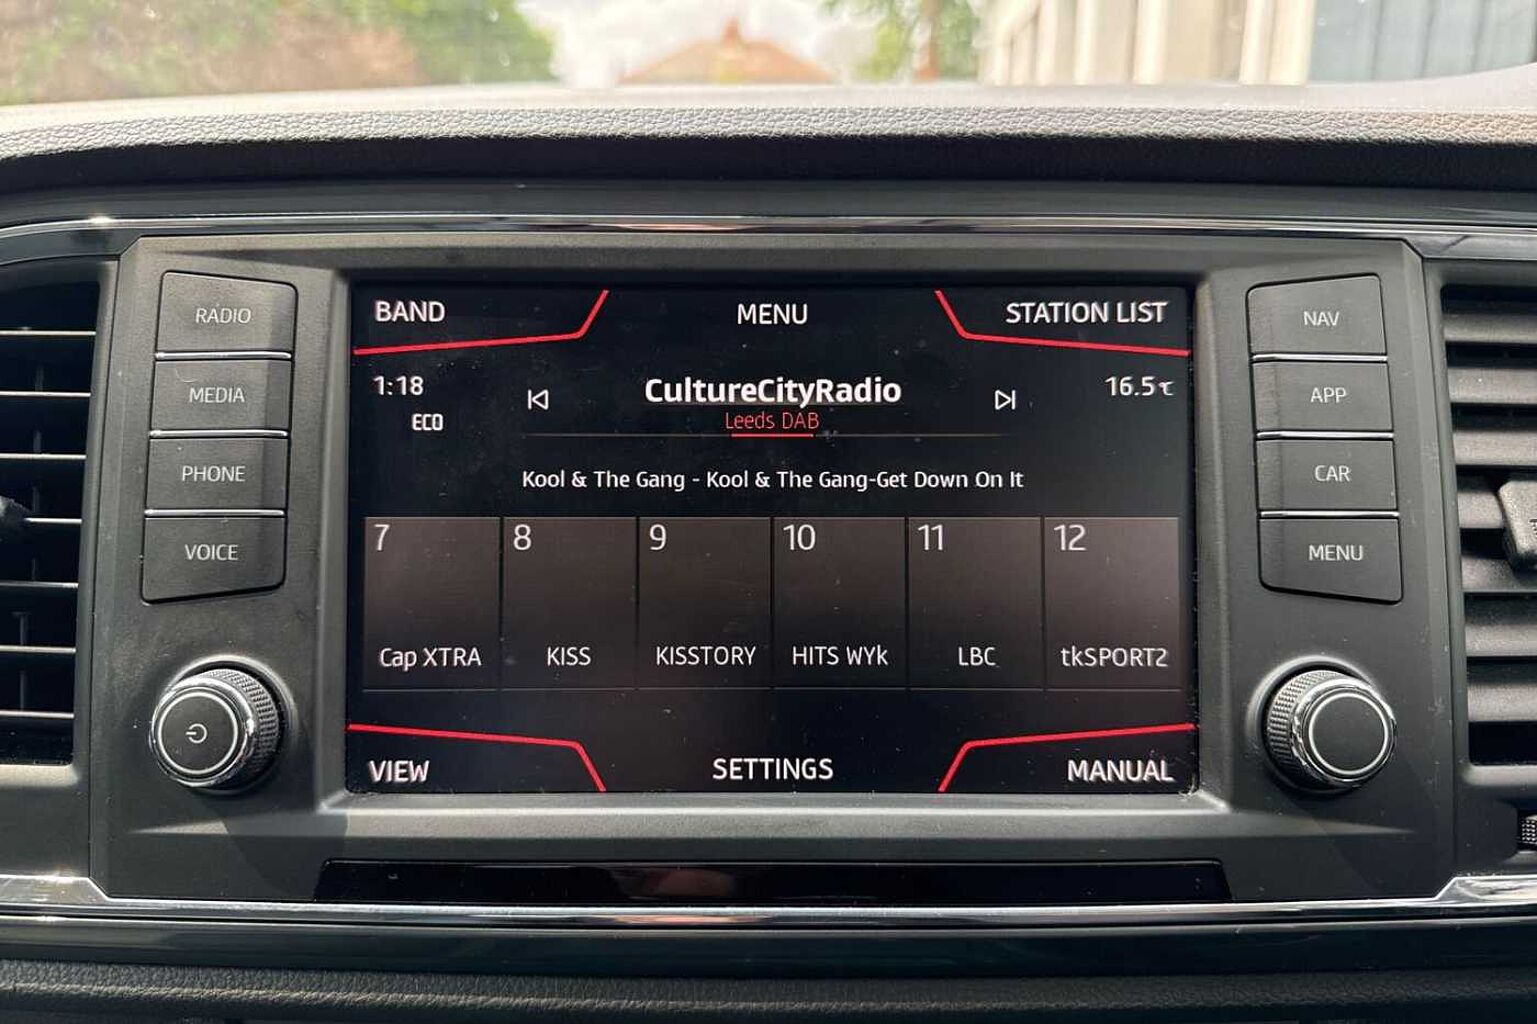 RADIO
MEDIA
PHONE
VOICE
BAND
MENU
STATION LIST
1:18
ECO
CultureCityRadio
Leeds DAB
16.5℃
Kool & The Gang - Kool & The Gang-Get Down On It
7
8
9
10
11
12
Cap XTRA
KISS
KISSTORY
HITS WYk
LBC
tkSPORT2
VIEW
SETTINGS
MANUAL
NAV
APP
CAR
MENU